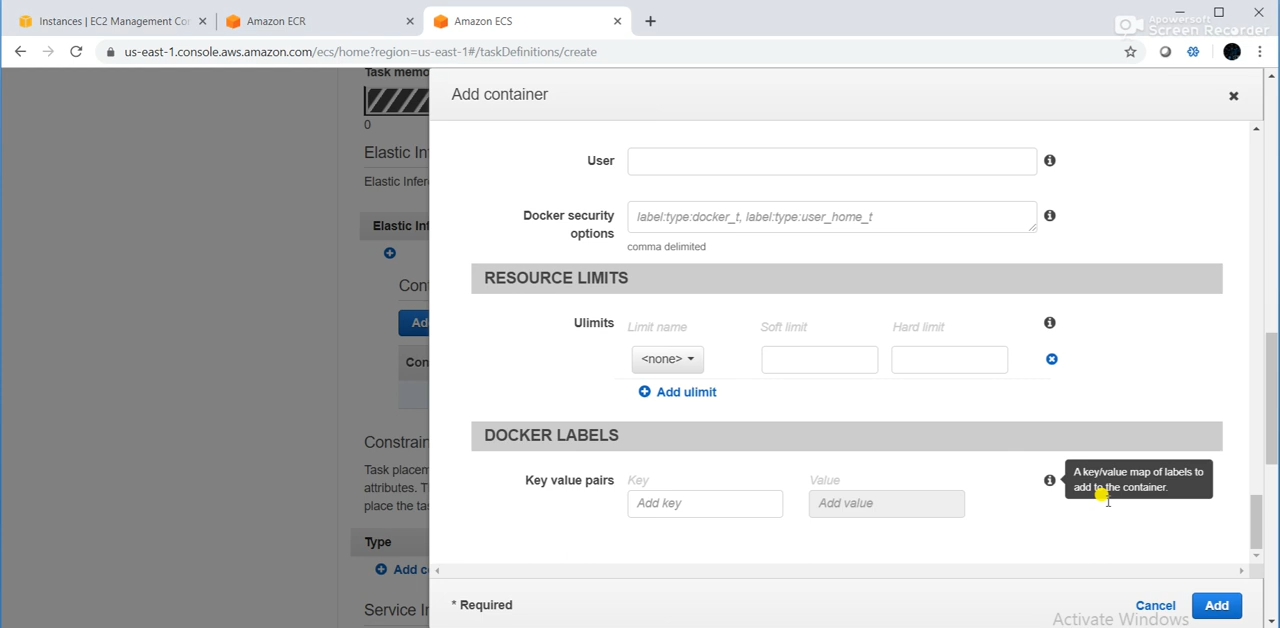 Instances | EC2 Management Con
Amazon ECR
Amazon ECS
Apowersoft
Screen Recorder
us-east-1.console.aws.amazon.com/ecs/home?region=us-east-1#/taskDefinitions/create
Task memo
0
Elastic In
Elastic Infer
Elastic Inf
Con
Ad
Con
Constrain
Task placem
attributes. T
place the ta
Type
Add c
Service I
Add container
User
Docker security
options
label:type:docker_t, label:type:user_home_t
comma delimited
RESOURCE LIMITS
Ulimits
Limit name
Soft limit
Hard limit
<none>
Add ulimit
DOCKER LABELS
Key value pairs
Key
Value
Add key
Add value
A key/value map of labels to
add to the container.
* Required
Cancel
Add
Activate Windows